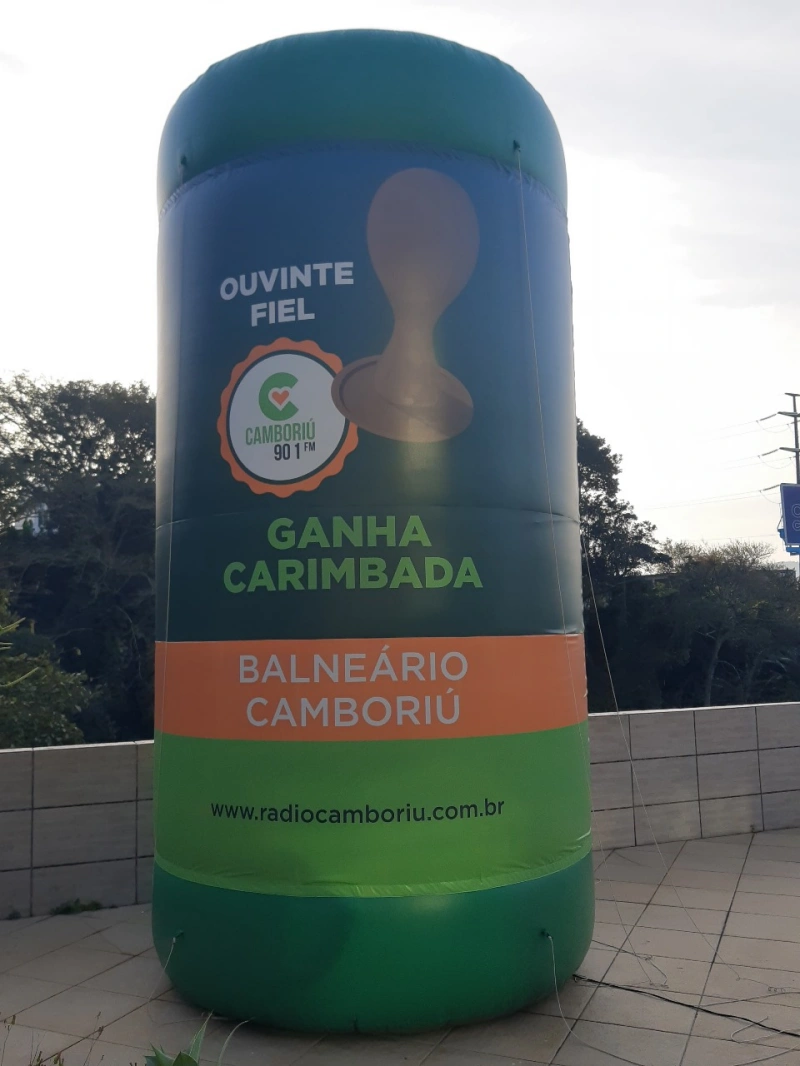 OUVINTE
FIEL
CAMBORIÚ
90 1 FM
GANHA
CARIMBADA
BALNEÁRIO
CAMBORIÚ
www.radiocamboriu.com.br